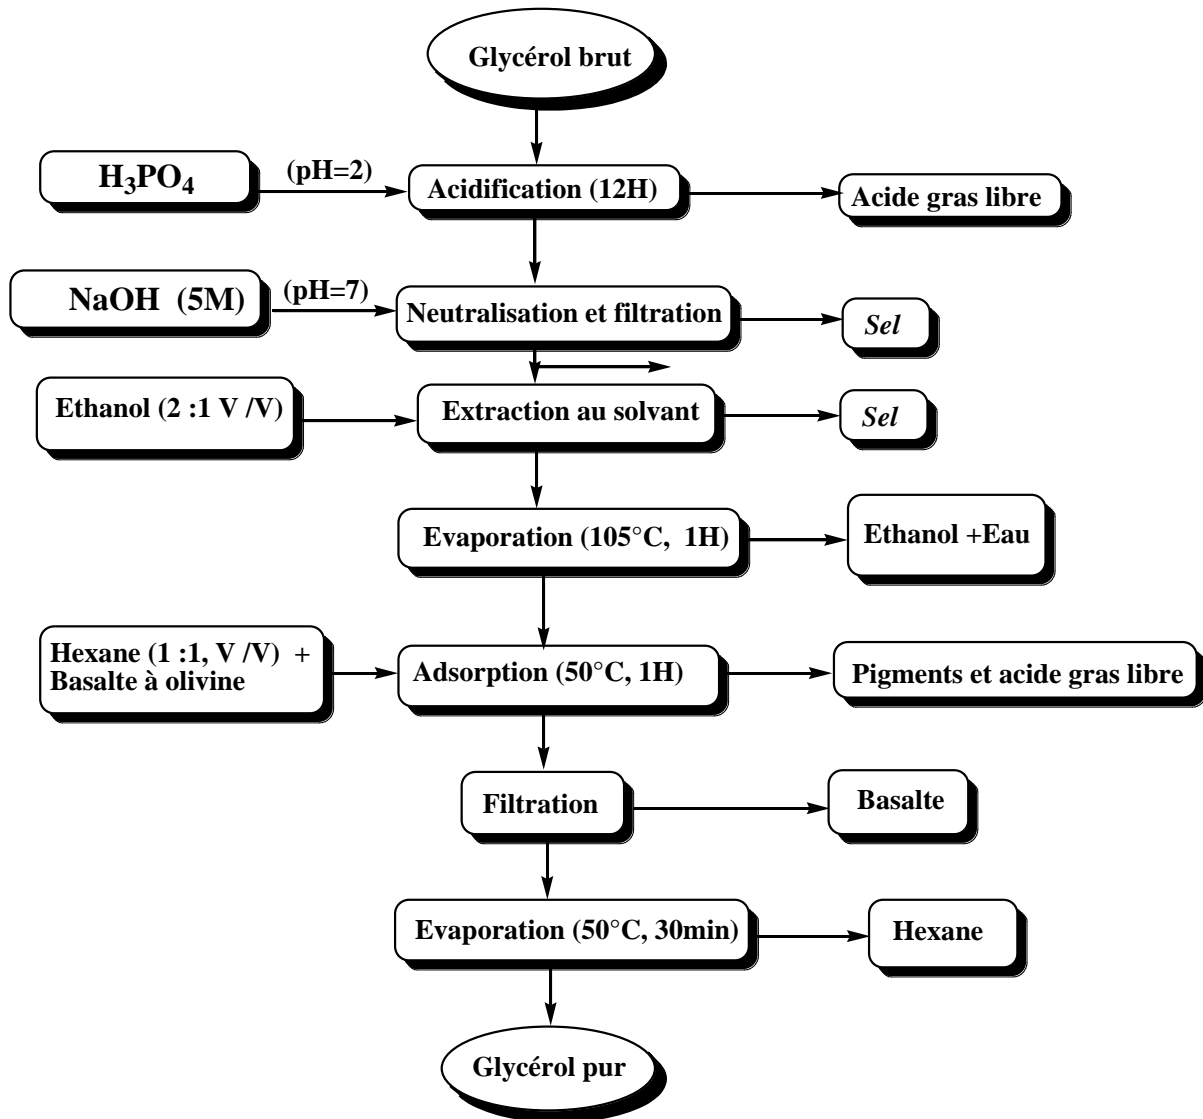 Glycérol brut
H₃PO₄
(pH=2)
Acidification (12H)
Acide gras libre
NaOH (5M)
(pH=7)
Neutralisation et filtration
Sel
Ethanol (2 :1 V /V)
Extraction au solvant
Sel
Evaporation (105°C, 1H)
Ethanol +Eau
Hexane (1 :1, V /V) +
Basalte à olivine
Adsorption (50°C, 1H)
Pigments et acide gras libre
Filtration
Basalte
Evaporation (50°C, 30min)
Hexane
Glycérol pur